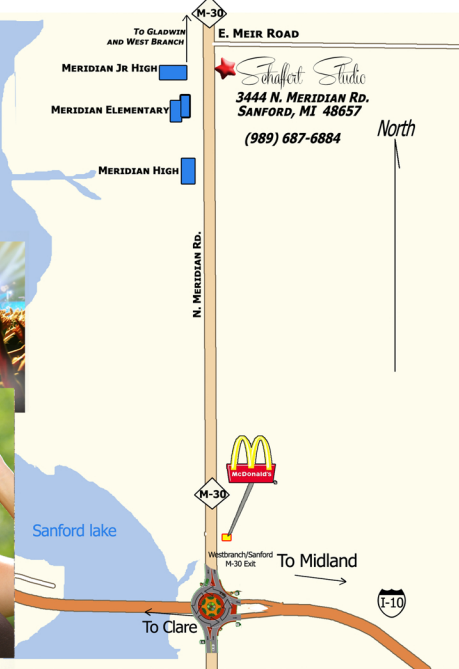 M-30
To Gladwin
and West Branch
E. Meir Road
Meridian Jr High
Schaffert Studio
3444 N. Meridian Rd.
Sanford, MI 48657
Meridian Elementary
(989) 687-6884
North
Meridian High
N. Meridian Rd.
McDonald's
M-30
Sanford lake
Westbranch/Sanford
M-30 Exit
To Midland
I-10
To Clare